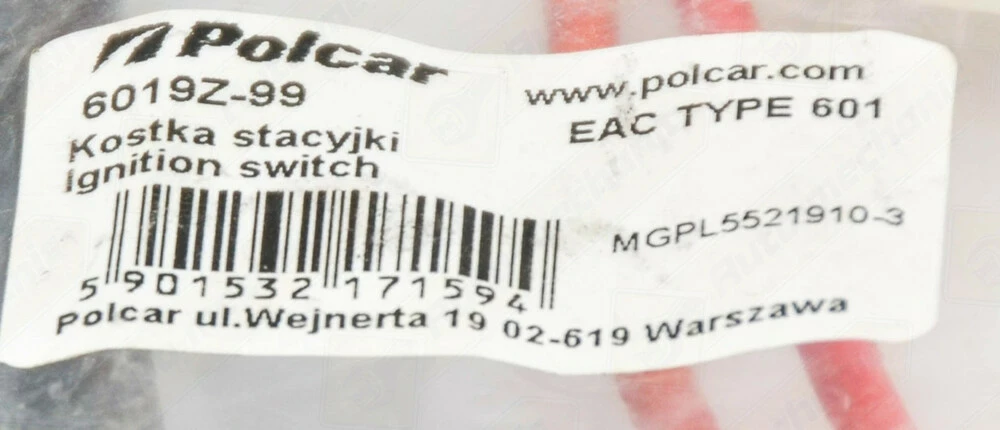 Polcar
6019Z-99
www.polcar.com
EAC TYPE 601
Kostka stacyjki
Ignition switch
MGPL5521910-3
5 901532 171594
Polcar ul.Wejnerta 19 02-619 Warszawa